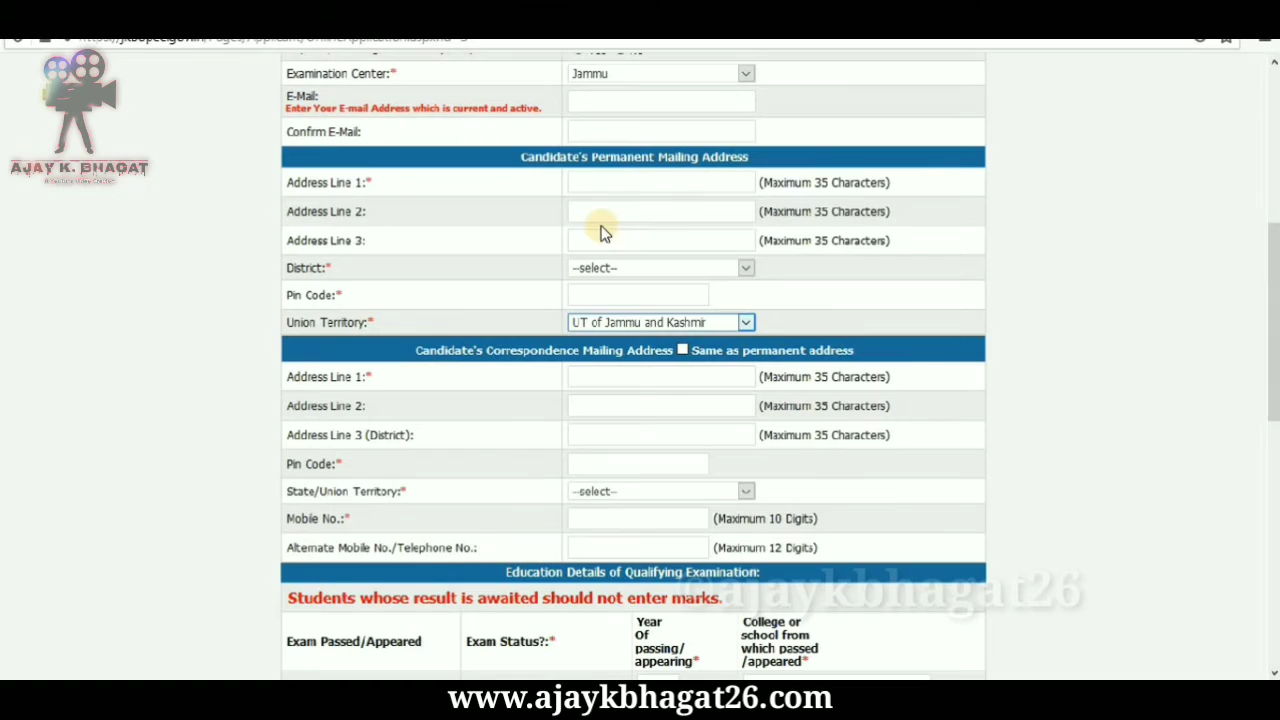 AJAY K. BHAGAT
Examination Center:* Jammu
E-Mail:
Enter Your E-mail Address which is current and active.
Confirm E-Mail:
Candidate's Permanent Mailing Address
Address Line 1:* (Maximum 35 Characters)
Address Line 2: (Maximum 35 Characters)
Address Line 3: (Maximum 35 Characters)
District:* --select--
Pin Code:*
Union Territory:* UT of Jammu and Kashmir
Candidate's Correspondence Mailing Address Same as permanent address
Address Line 1:* (Maximum 35 Characters)
Address Line 2: (Maximum 35 Characters)
Address Line 3 (District): (Maximum 35 Characters)
Pin Code:*
State/Union Territory:* --select--
Mobile No.:* (Maximum 10 Digits)
Alternate Mobile No./Telephone No.: (Maximum 12 Digits)
Education Details of Qualifying Examination:
@ajaykbhagat26
Students whose result is awaited should not enter marks.
Exam Passed/Appeared
Exam Status?:*
Year
Of
passing/
appearing*
College or
school from
which passed
/appeared*
www.ajaykbhagat26.com